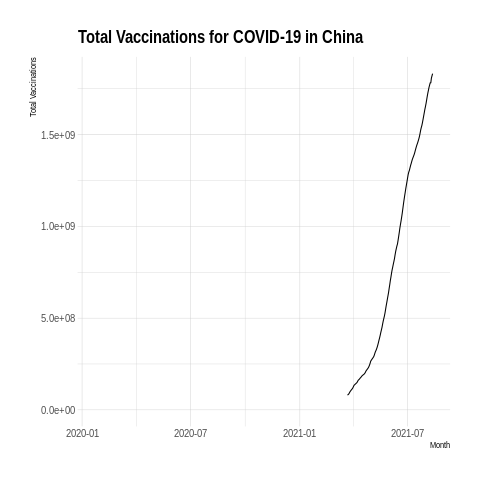 Total Vaccinations for COVID-19 in China
Total Vaccinations
1.5e+09
1.0e+09
5.0e+08
0.0e+00
2020-01
2020-07
2021-01
2021-07
Month